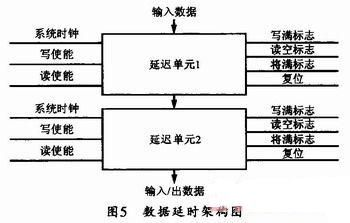 输入数据
系统时钟
写使能
读使能
延迟单元1
写满标志
读空标志
将满标志
复位
系统时钟
写使能
读使能
延迟单元2
写满标志
读空标志
将满标志
复位
输入/出数据
图5 数据延时架构图